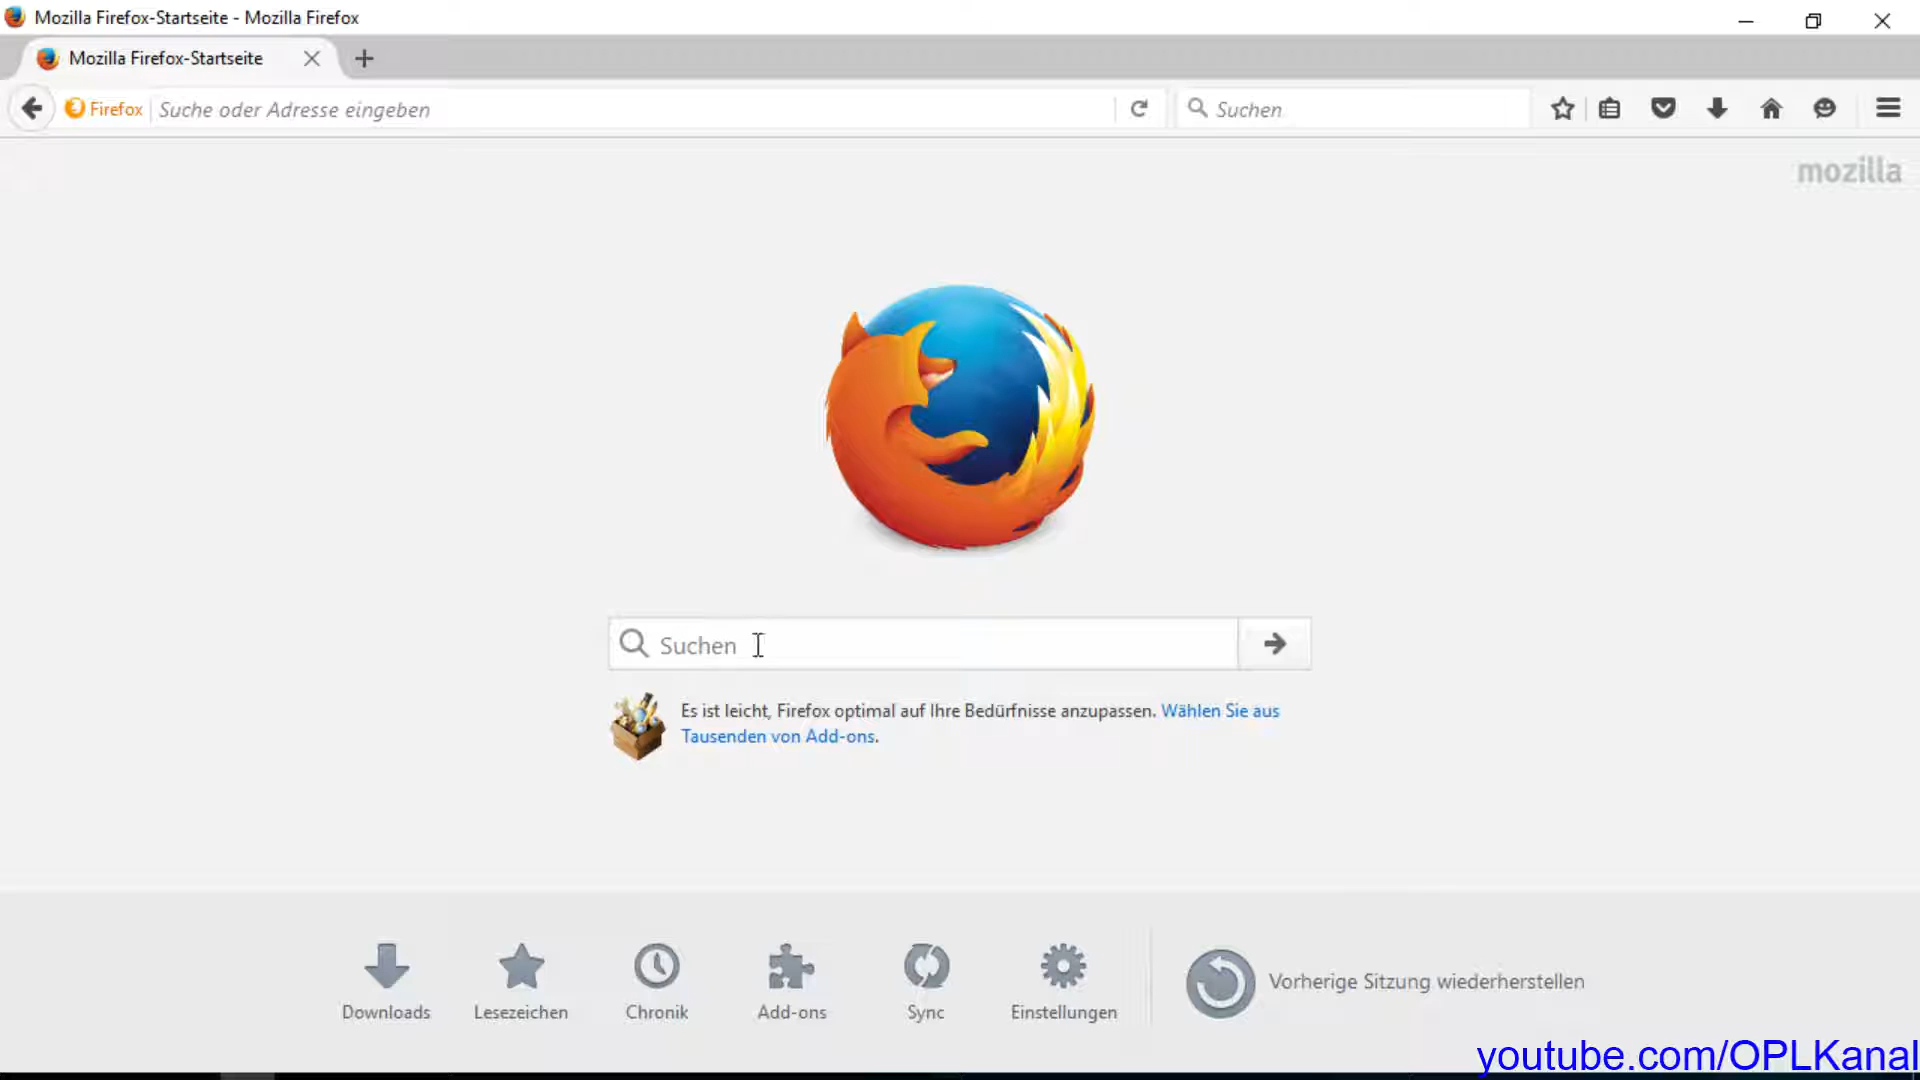 Mozilla Firefox-Startseite - Mozilla Firefox
Mozilla Firefox-Startseite
Firefox Suche oder Adresse eingeben Suchen
mozilla
Suchen
Es ist leicht, Firefox optimal auf Ihre Bedürfnisse anzupassen. Wählen Sie aus
Tausenden von Add-ons.
Downloads Lesezeichen Chronik Add-ons Sync Einstellungen Vorherige Sitzung wiederherstellen
youtube.com/OPLKanal